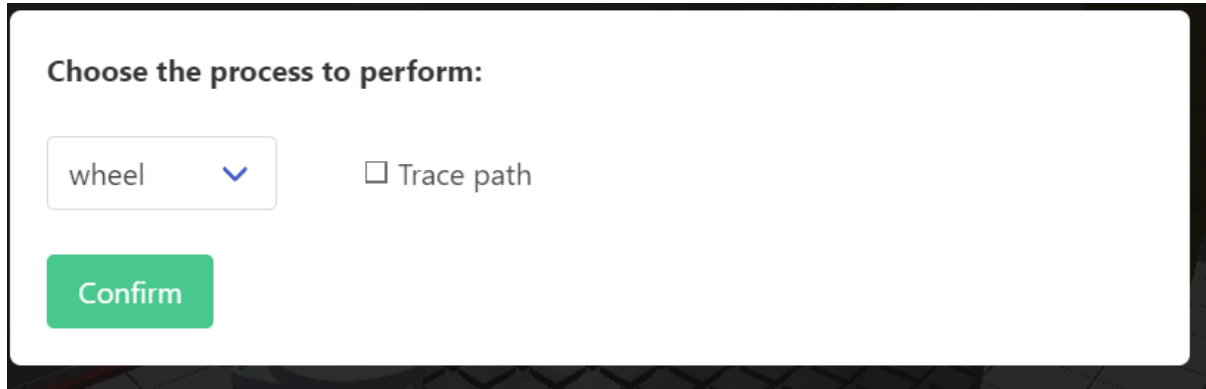 Choose the process to perform:
wheel
Trace path
Confirm